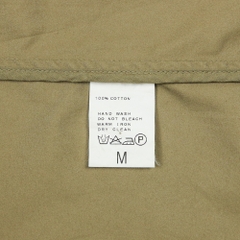 100% COTTON
HAND WASH
DO NOT BLEACH
WARM IRON
DRY CLEAN
P
M